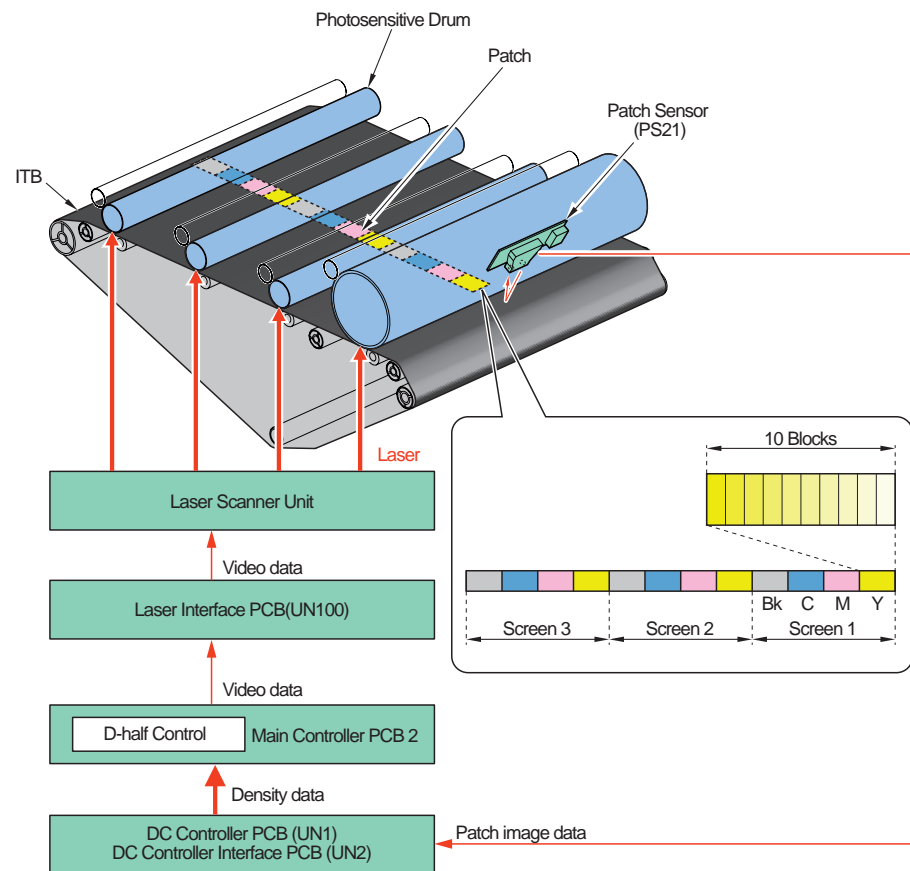 Photosensitive Drum
Patch
Patch Sensor
(PS21)
ITB
Laser
10 Blocks
Laser Scanner Unit
Video data
Laser Interface PCB(UN100)
Bk C M Y
Screen 3 Screen 2 Screen 1
Video data
D-half Control Main Controller PCB 2
Density data
DC Controller PCB (UN1)
DC Controller Interface PCB (UN2)
Patch image data